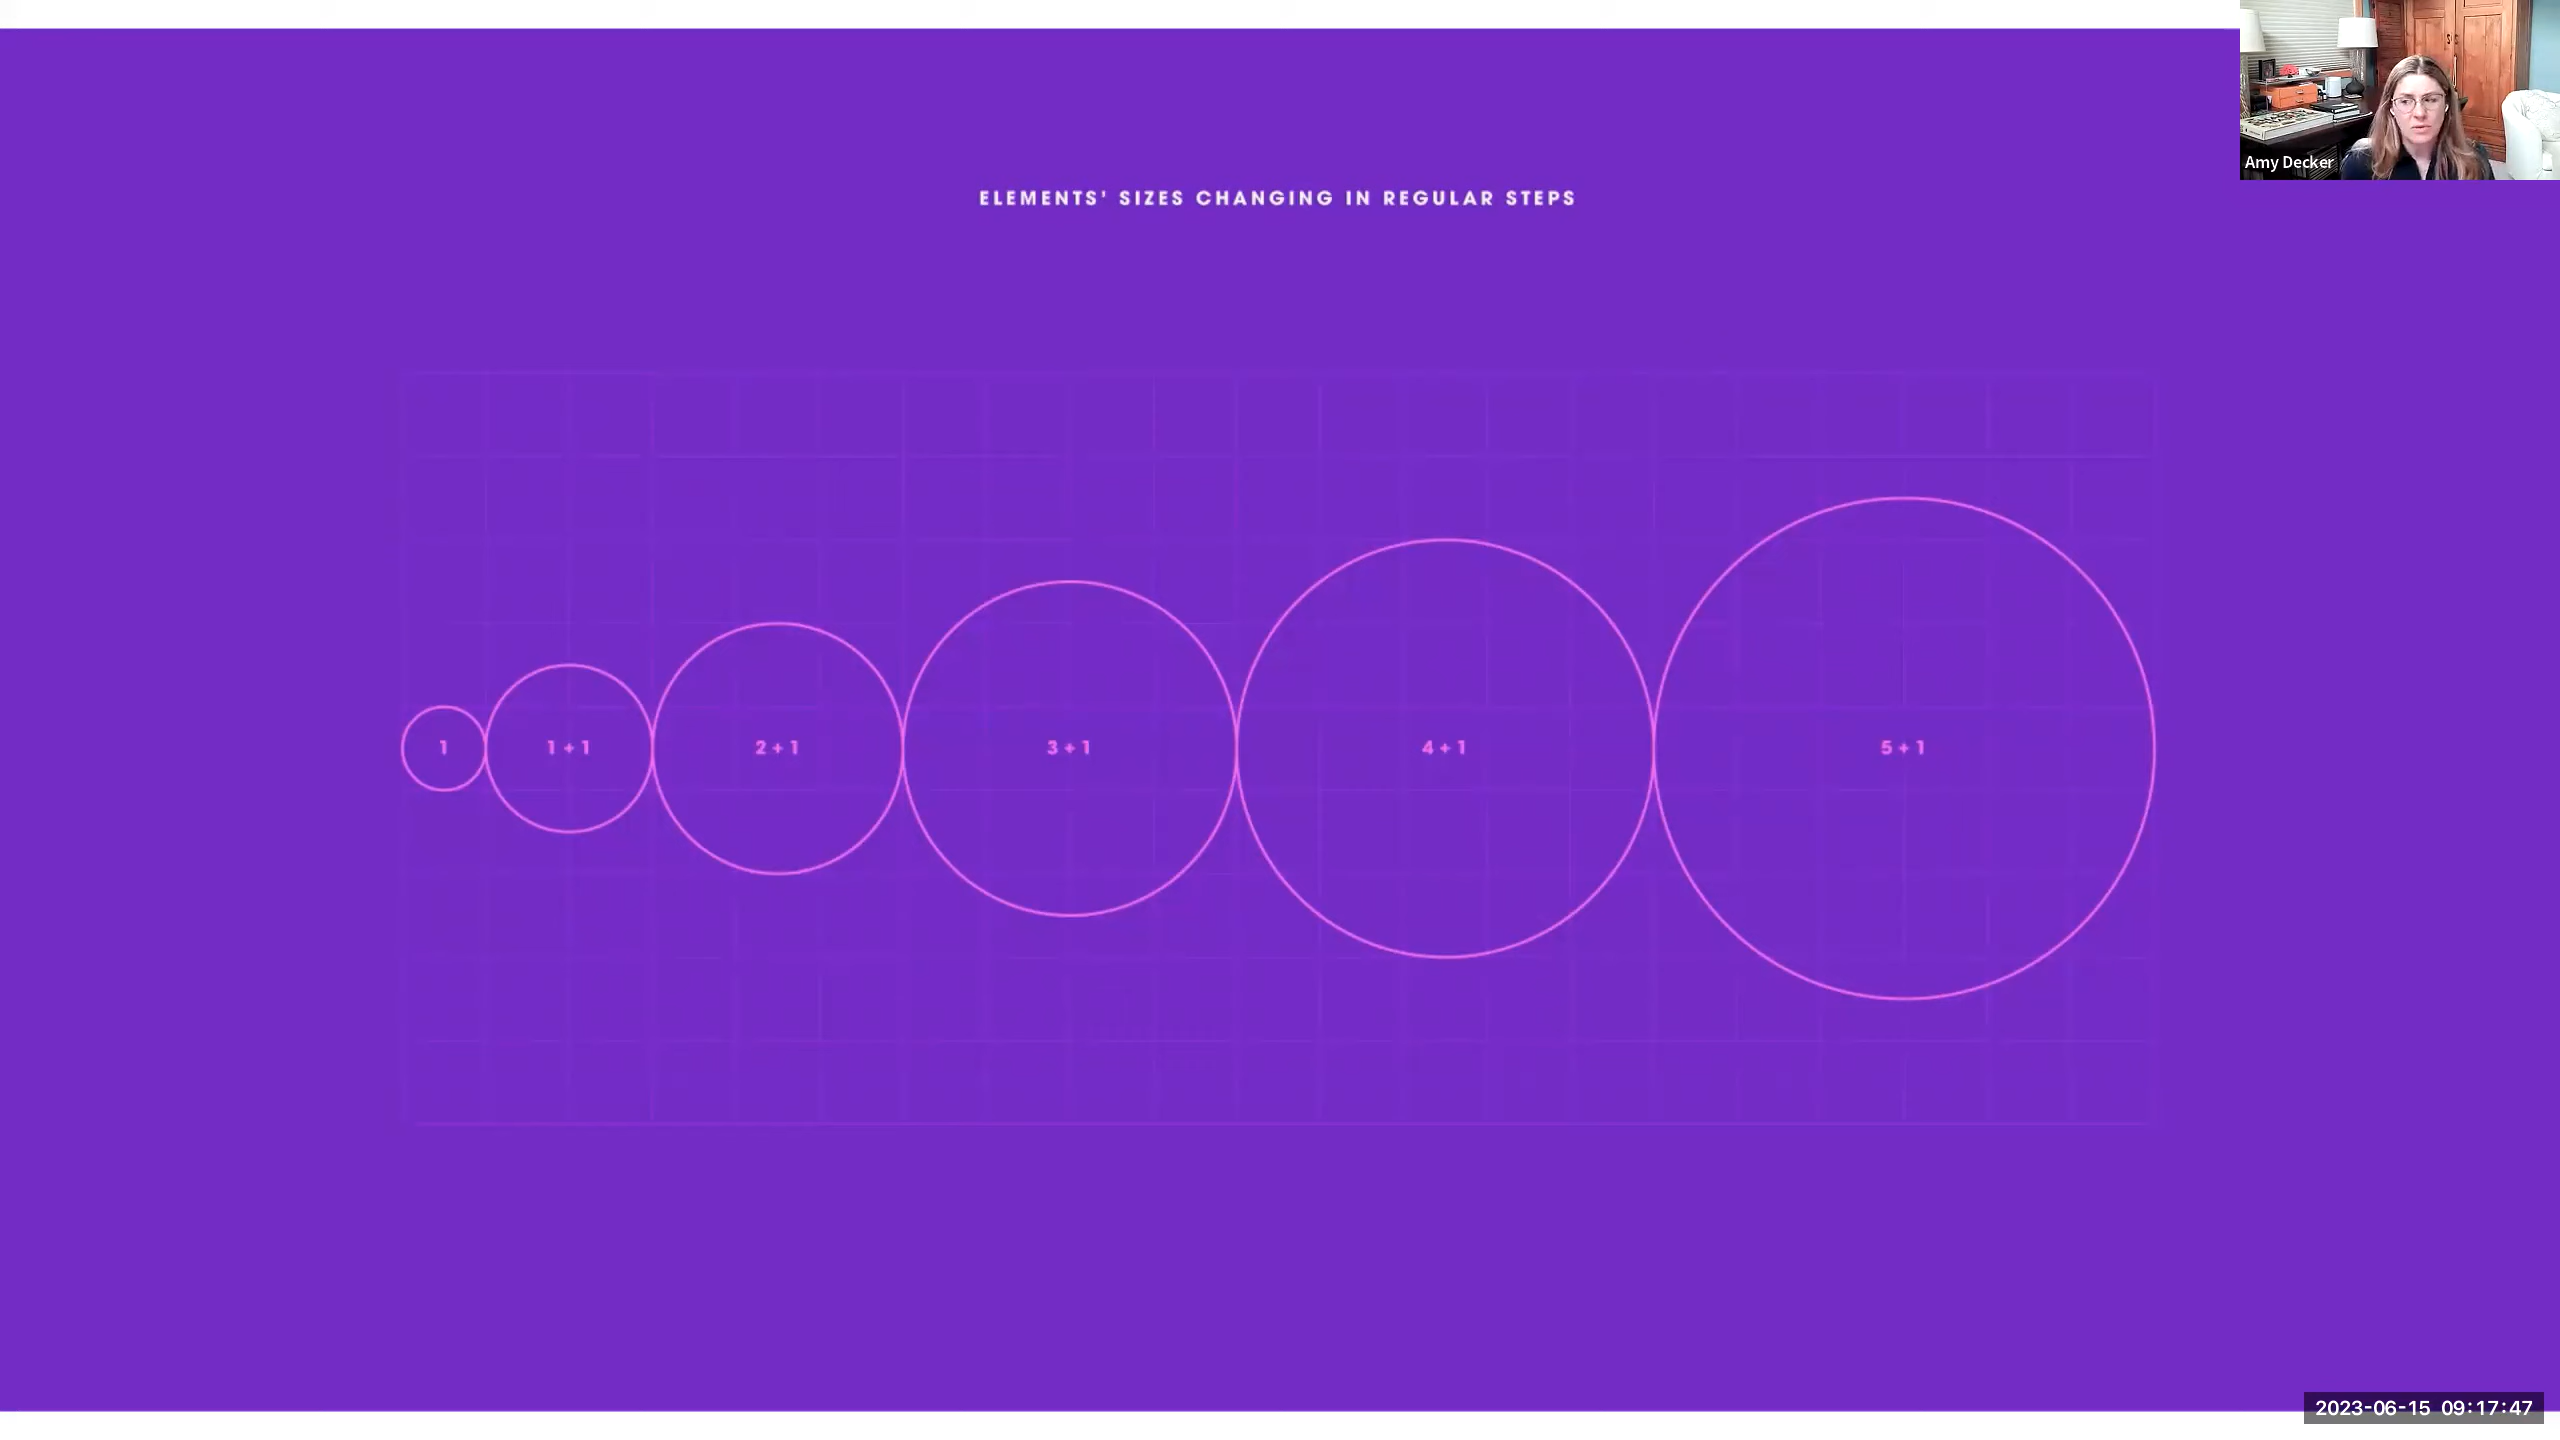 Amy Decker
ELEMENTS' SIZES CHANGING IN REGULAR STEPS
1
1 + 1
2 + 1
3 + 1
4 + 1
5 + 1
2023-06-15 09:17:47